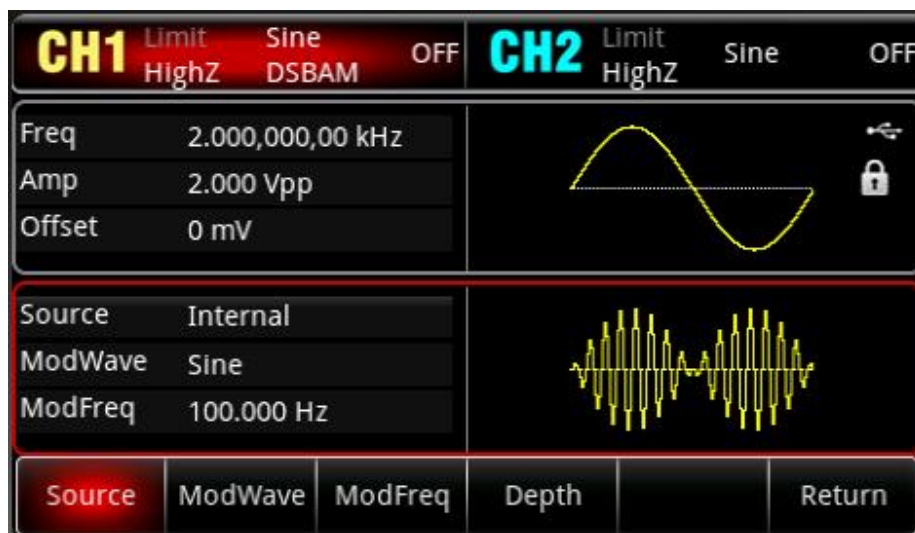 CH1 Limit Sine OFF CH2 Limit Sine OFF
HighZ DSBAM HighZ
Freq 2.000,000,00 kHz
Amp 2.000 Vpp
Offset 0 mV
Source Internal
ModWave Sine
ModFreq 100.000 Hz
Source ModWave ModFreq Depth Return